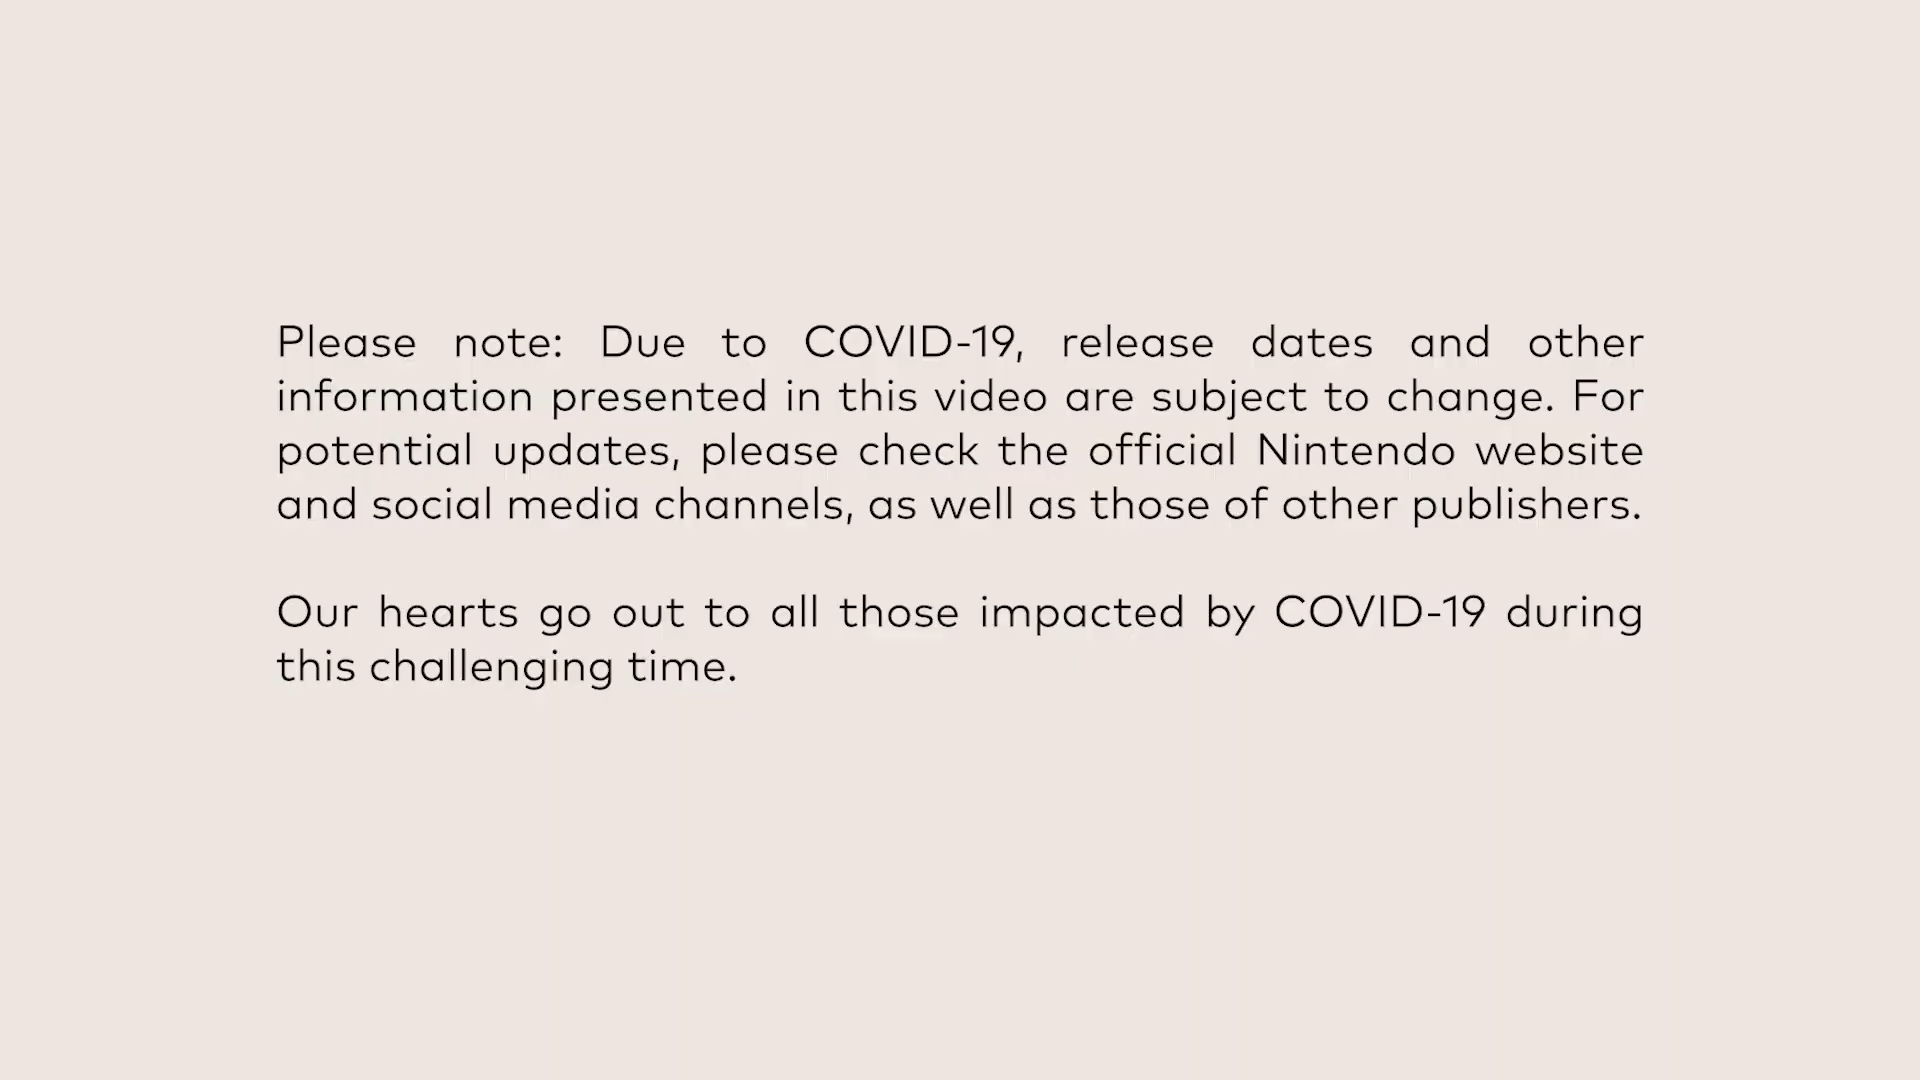 Please note: Due to COVID-19, release dates and other
information presented in this video are subject to change. For
potential updates, please check the official Nintendo website
and social media channels, as well as those of other publishers.
Our hearts go out to all those impacted by COVID-19 during
this challenging time.